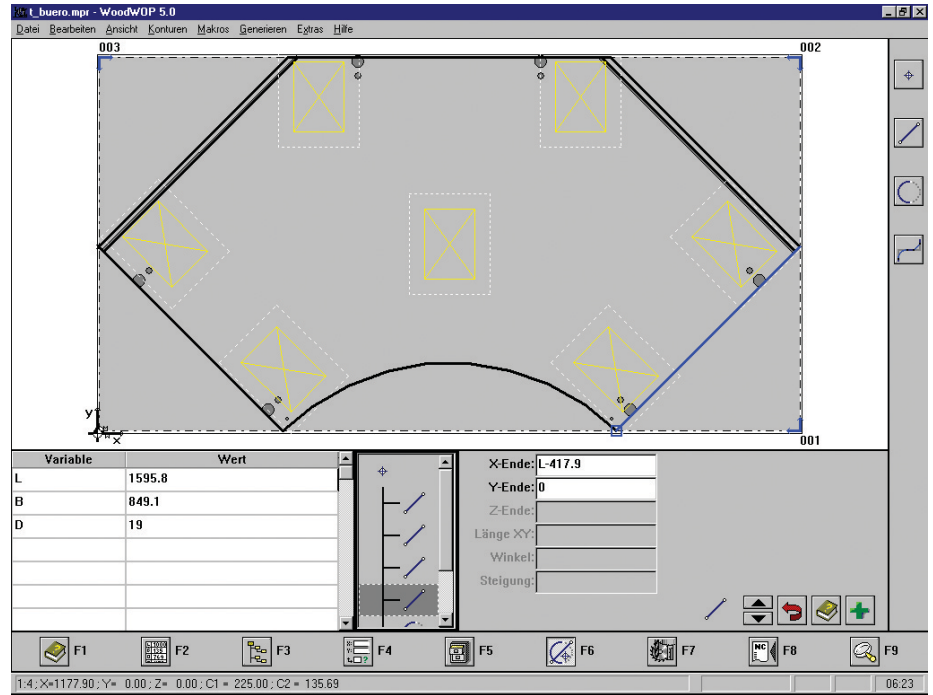 t_buero.mpr - WoodWOP 5.0
Datei Bearbeiten Ansicht Konturen Makros Generieren Extras Hilfe
003 002
y
x
001
Variable Wert
L 1595.8
B 849.1
D 19
X-Ende: L-417.9
Y-Ende: 0
Z-Ende:
Länge XY:
Winkel:
Steigung:
F1 F2 F3 F4 F5 F6 F7 NC F8 F9
1:4; X=1177.90; Y= 0.00; Z= 0.00; C1 = 225.00; C2 = 135.69 06:23